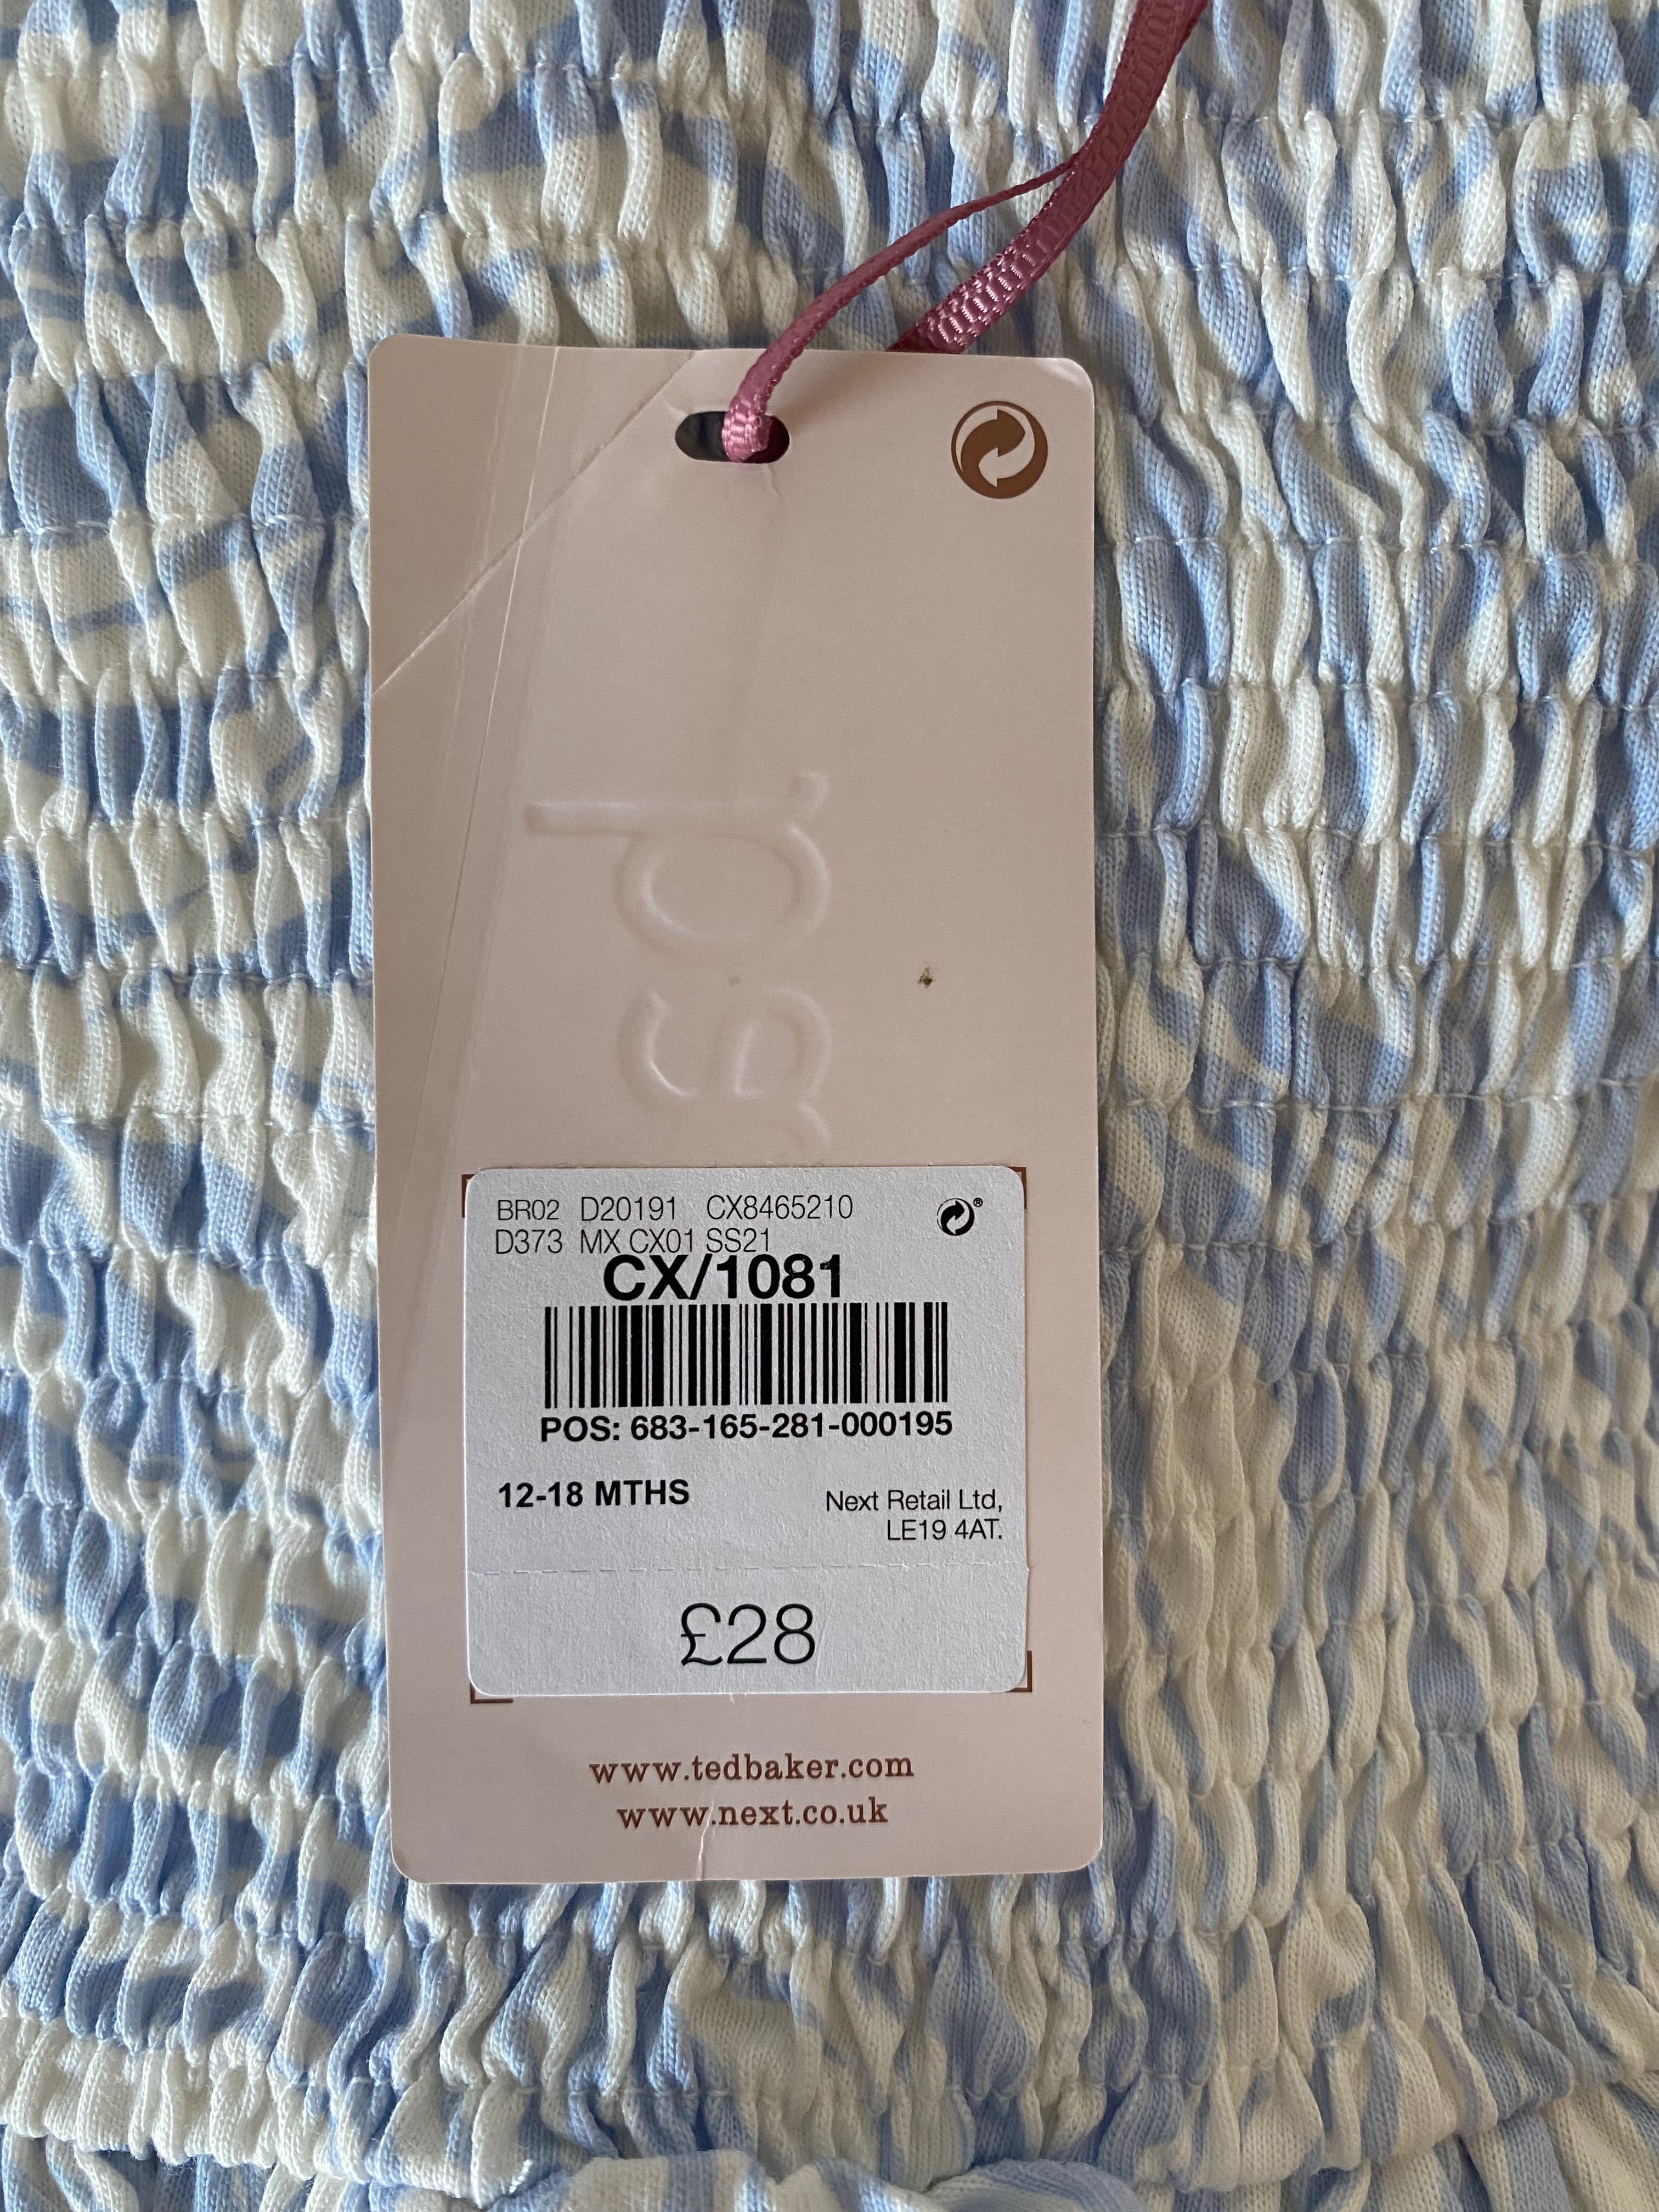 BR02 D20191 CX8465210
D373 MX CX01 SS21
CX/1081
POS: 683-165-281-000195
12-18 MTHS
Next Retail Ltd,
LE19 4AT.
£28
www.tedbaker.com
www.next.co.uk